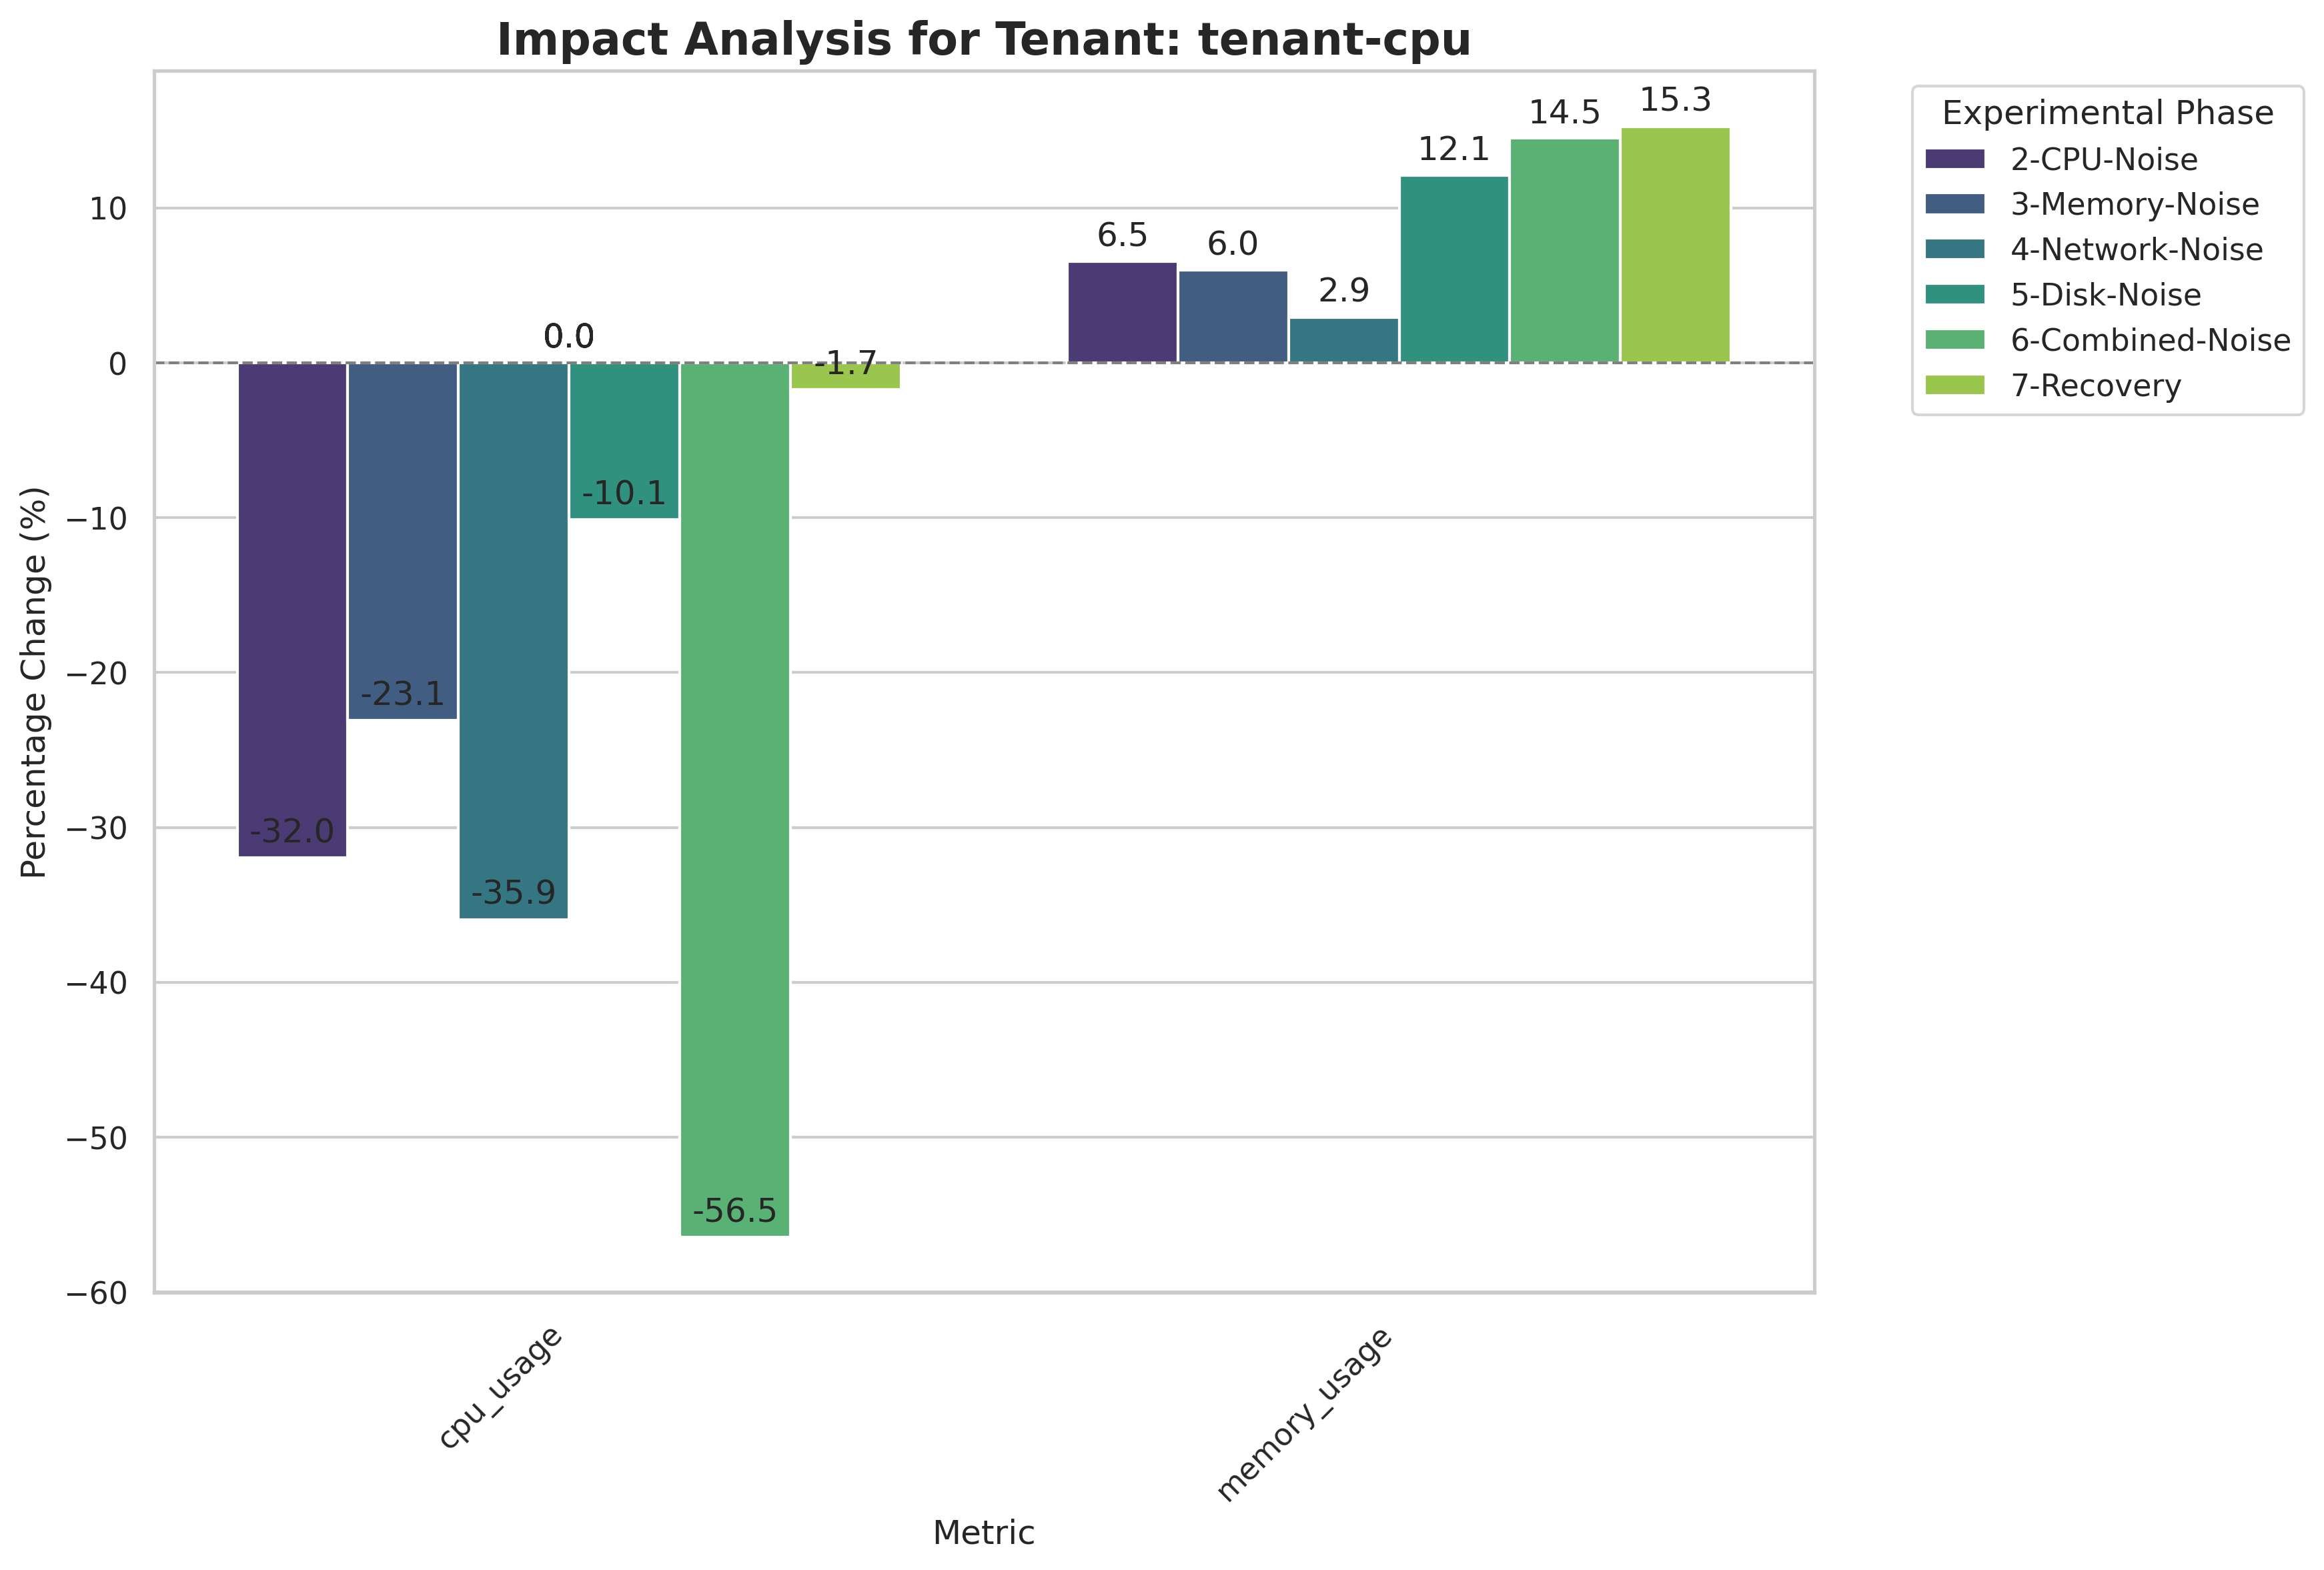 Impact Analysis for Tenant: tenant-cpu
Percentage Change (%)
10
0
−10
−20
−30
−40
−50
−60
0.0
-32.0
-23.1
-35.9
-10.1
-56.5
-1.7
6.5
6.0
2.9
12.1
14.5
15.3
cpu_usage
memory_usage
Metric
Experimental Phase
2-CPU-Noise
3-Memory-Noise
4-Network-Noise
5-Disk-Noise
6-Combined-Noise
7-Recovery